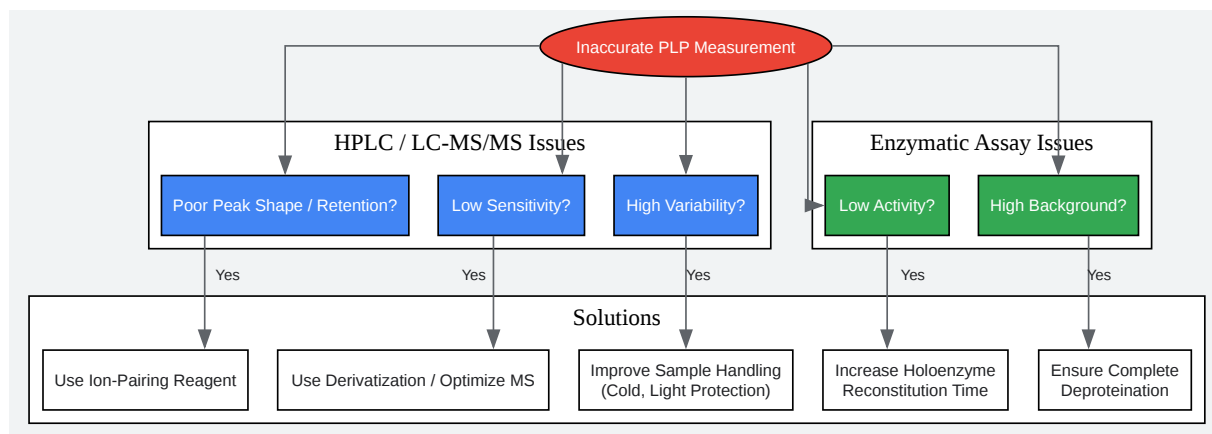 Inaccurate PLP Measurement
HPLC / LC-MS/MS Issues
Enzymatic Assay Issues
Poor Peak Shape / Retention?
Low Sensitivity?
High Variability?
Low Activity?
High Background?
Yes
Yes
Yes
Yes
Yes
Solutions
Use Ion-Pairing Reagent
Use Derivatization / Optimize MS
Improve Sample Handling
(Cold, Light Protection)
Increase Holoenzyme
Reconstitution Time
Ensure Complete
Deproteination